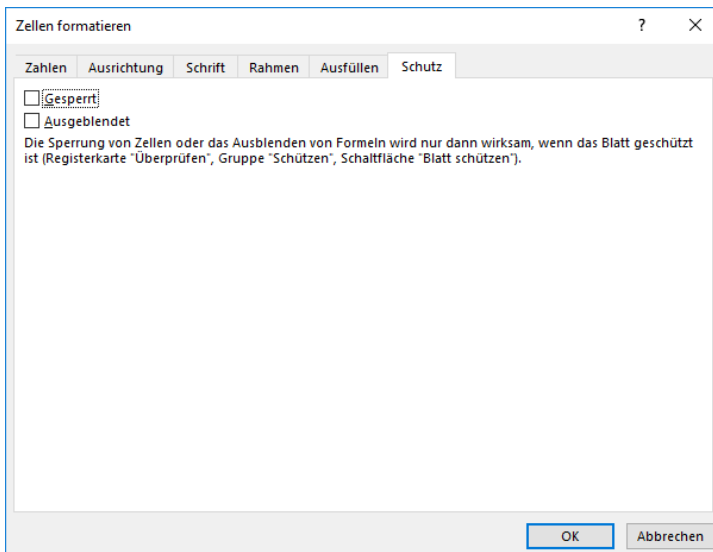 Zellen formatieren
Zahlen Ausrichtung Schrift Rahmen Ausfüllen Schutz
Gesperrt
Ausgeblendet
Die Sperrung von Zellen oder das Ausblenden von Formeln wird nur dann wirksam, wenn das Blatt geschützt
ist (Registerkarte "Überprüfen", Gruppe "Schützen", Schaltfläche "Blatt schützen").
OK Abbrechen